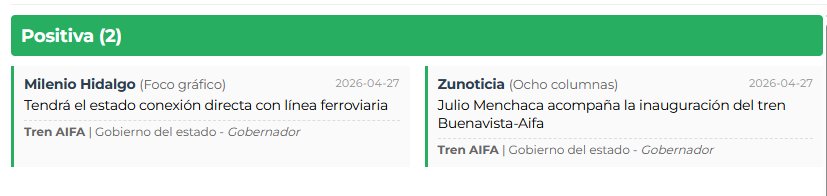 Positiva (2)
Milenio Hidalgo (Foco gráfico) 2026-04-27
Tendrá el estado conexión directa con línea ferroviaria
Tren AIFA | Gobierno del estado - Gobernador
Zunoticia (Ocho columnas) 2026-04-27
Julio Menchaca acompaña la inauguración del tren
Buenavista-Aifa
Tren AIFA | Gobierno del estado - Gobernador